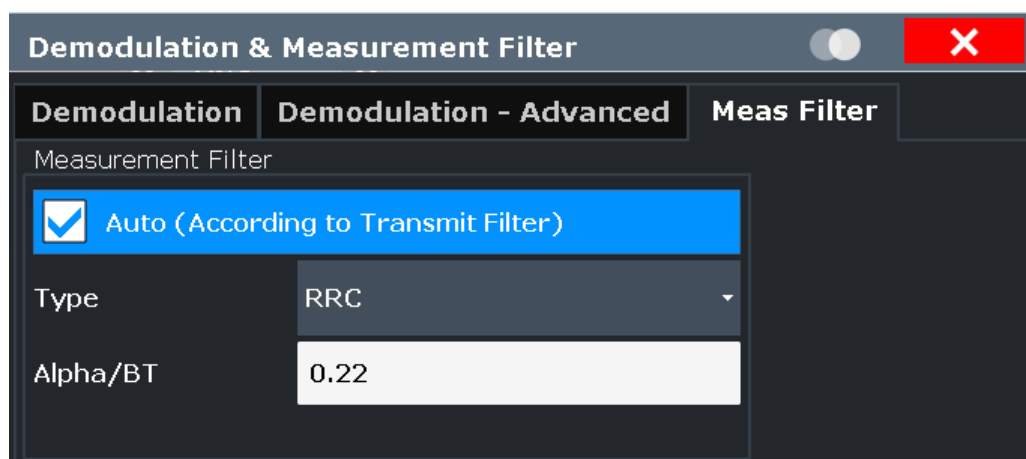 Demodulation & Measurement Filter
Demodulation Demodulation - Advanced Meas Filter
Measurement Filter
Auto (According to Transmit Filter)
Type RRC
Alpha/BT 0.22